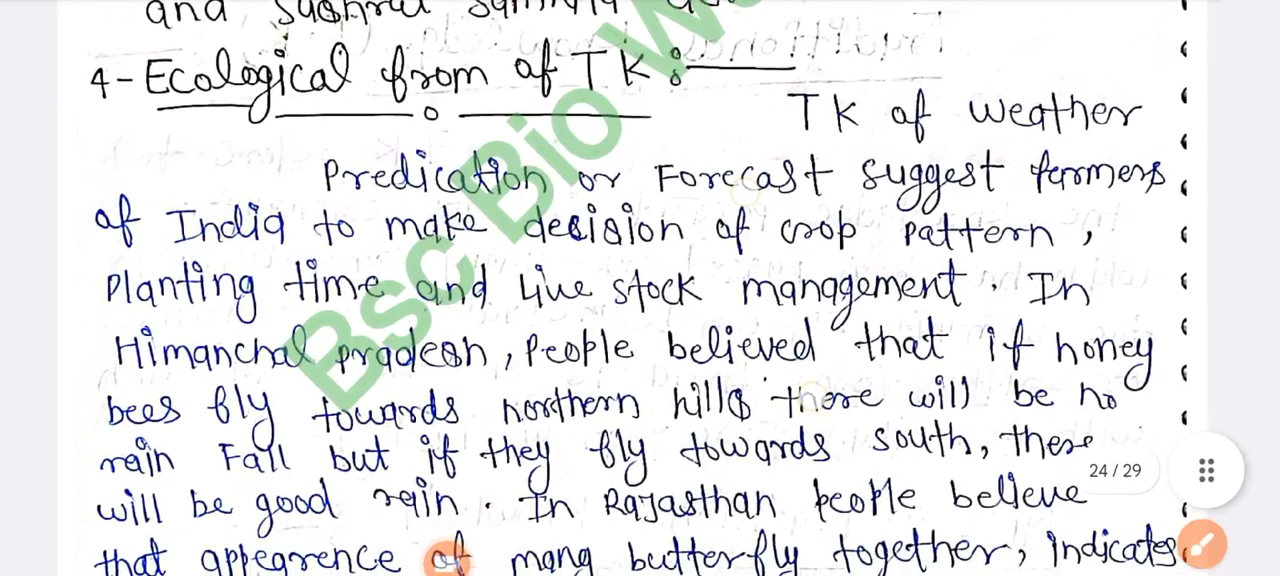 and, Sushrut
4- Ecological from of TK :-
TK of weather
Predication or Forecast suggest fermers
of India to make decision of crop pattern,
planting time and live stock management. In
Himanchal pradesh, people believed that if honey
bees fly towards northern hills there will be no
rain Fall but if they fly towards south, there
24 / 29
will be good rain. In Rajasthan people believe
that appearence of many butterfly together, indicates
Bsc Bio W